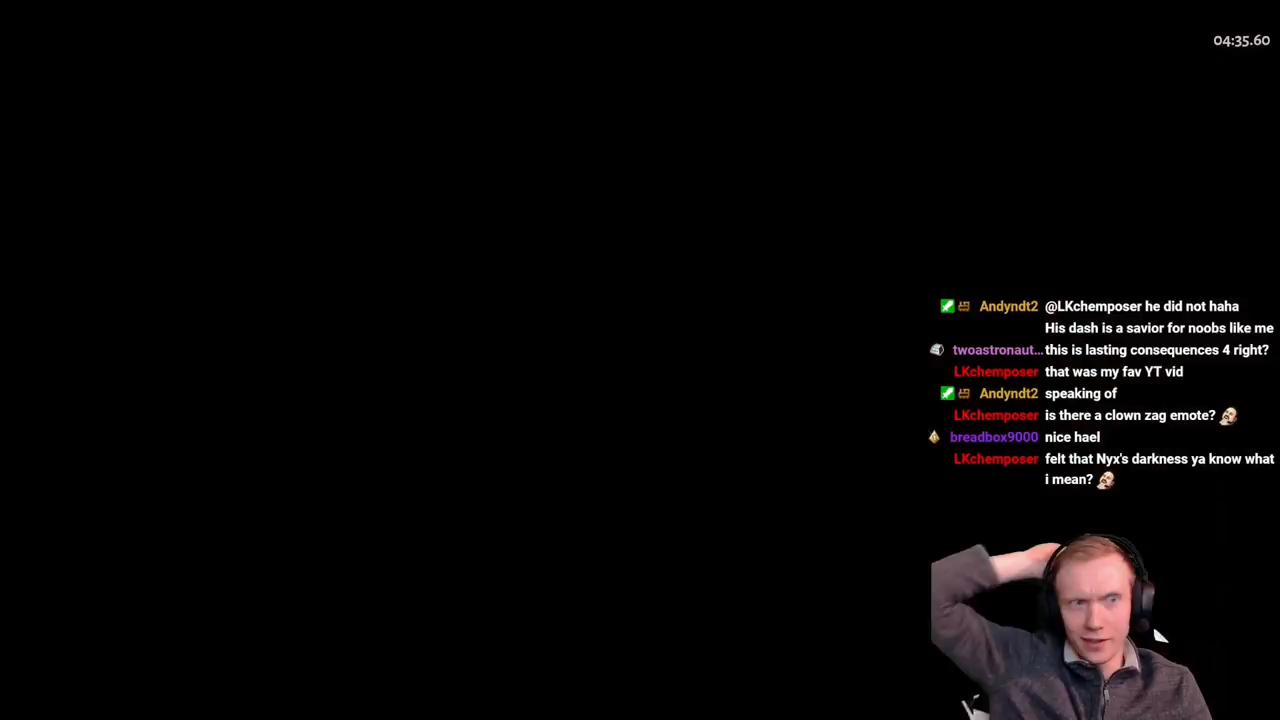 04:35.60
Andyndt2 @LKchemposer he did not haha
His dash is a savior for noobs like me
twoastronaut... this is lasting consequences 4 right?
LKchemposer that was my fav YT vid
Andyndt2 speaking of
LKchemposer is there a clown zag emote?
breadbox9000 nice hael
LKchemposer felt that Nyx's darkness ya know what
i mean?